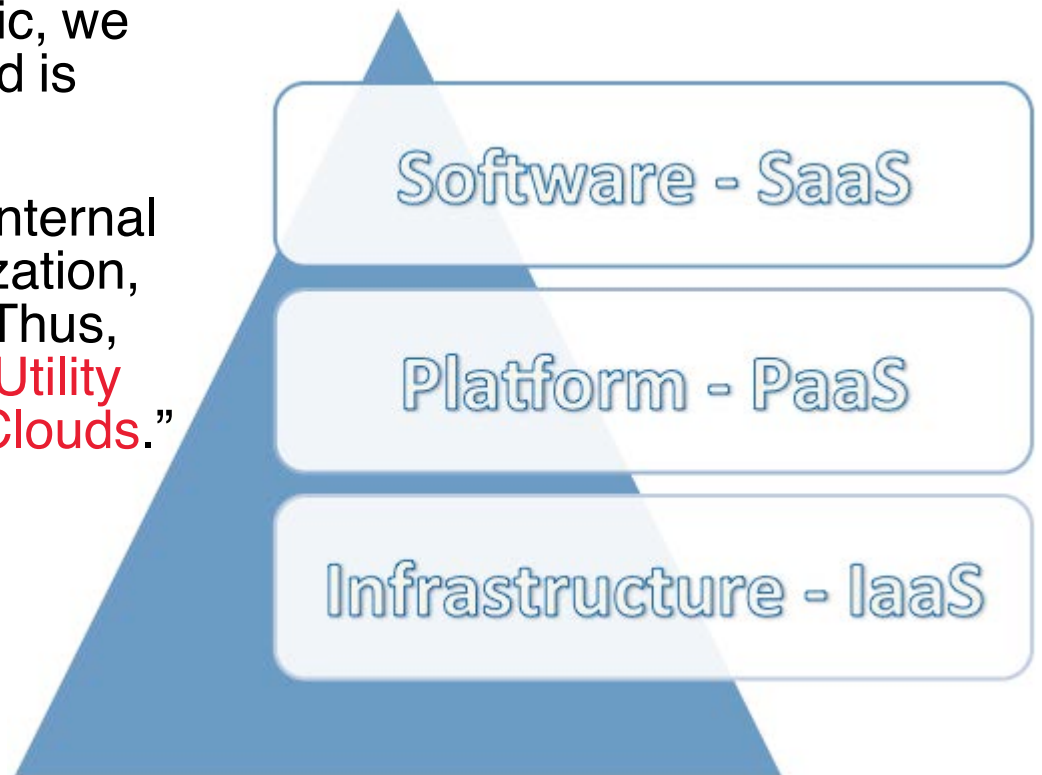 ic, we
d is
nternal
zation,
Thus,
Utility
Clouds.”
Software - SaaS
Platform - PaaS
Infrastructure - IaaS